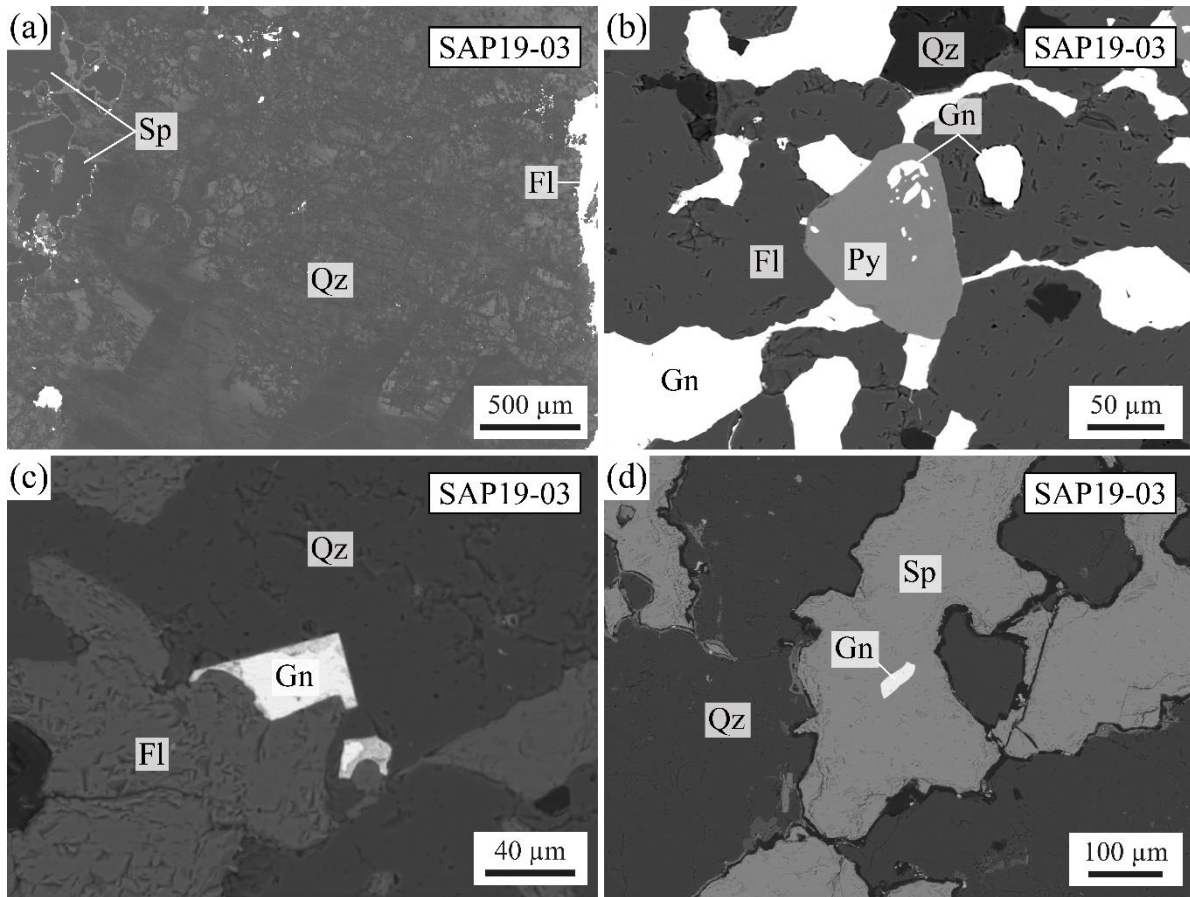 (a)
SAP19-03
Sp
Fl
Qz
500 µm
(b)
SAP19-03
Qz
Gn
Fl
Py
Gn
50 µm
(c)
SAP19-03
Qz
Gn
Fl
40 µm
(d)
SAP19-03
Sp
Gn
Qz
100 µm